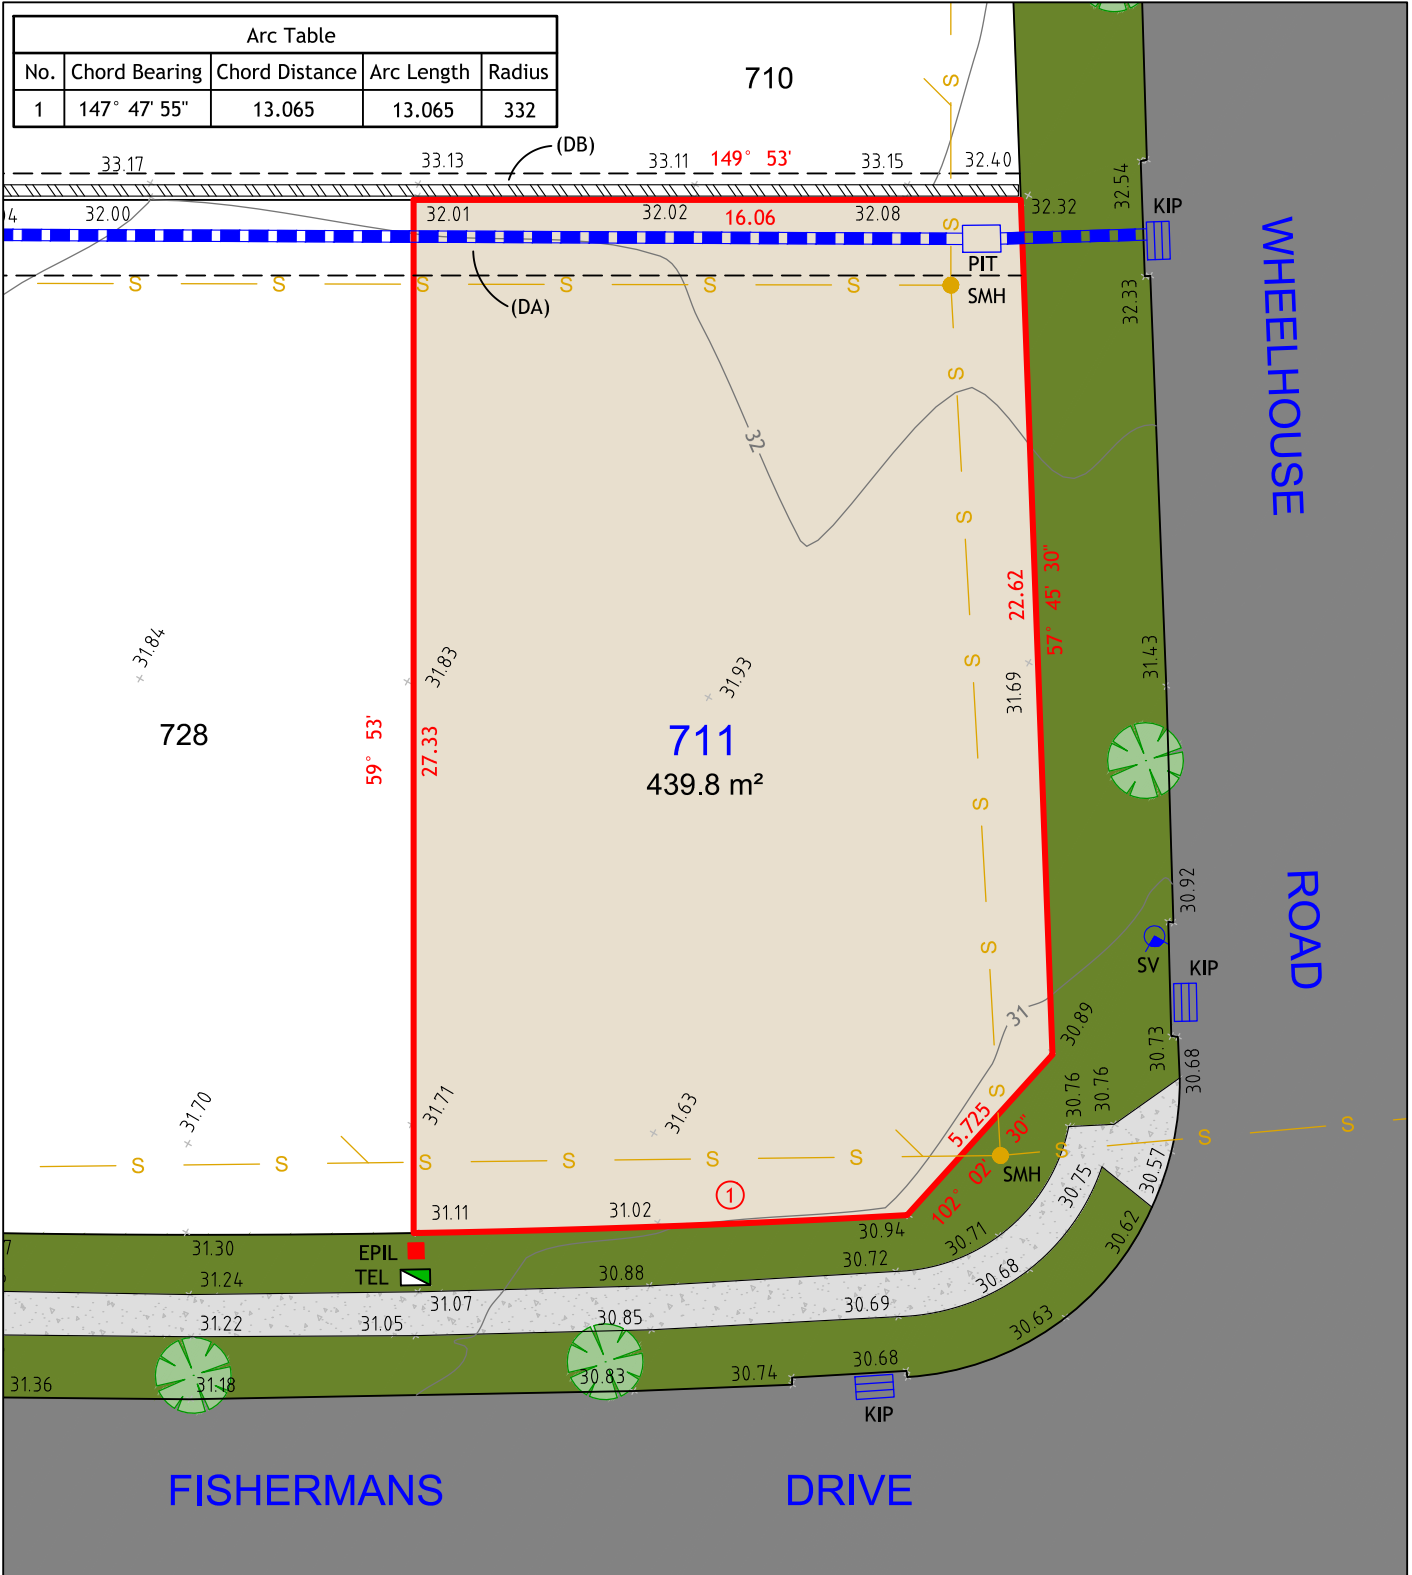 Arc Table
No. Chord Bearing Chord Distance Arc Length Radius
1 147° 47' 55" 13.065 13.065 332
710
S
(DB)
33.17 33.13 33.11 149° 53' 33.15 32.40
32.54
KIP
4 32.00 32.01 32.02 16.06 32.08 32.32
S
PIT
S S S S S S
SMH
(DA)
32.33
WHEELHOUSE
S
32
S
22.62
57° 45' 30"
31.84
31.83
31.93
S
31.69
31.43
728
59° 53'
27.33
711
439.8 m²
S
ROAD
30.92
S
SV
KIP
31
30.89
30.73
30.68
S
30.76
30.76
31.70
31.71
31.63
5.725
102° 02' 30"
S S S S S S S S S
SMH
30.75
30.57
1
31.11 31.02 30.94
30.71
30.62
7 31.30
EPIL
TEL
31.24 30.88 30.72
30.68
31.07
31.22 31.05 30.85 30.69
30.63
31.36 31.18 30.83 30.74 30.68
KIP
FISHERMANS DRIVE